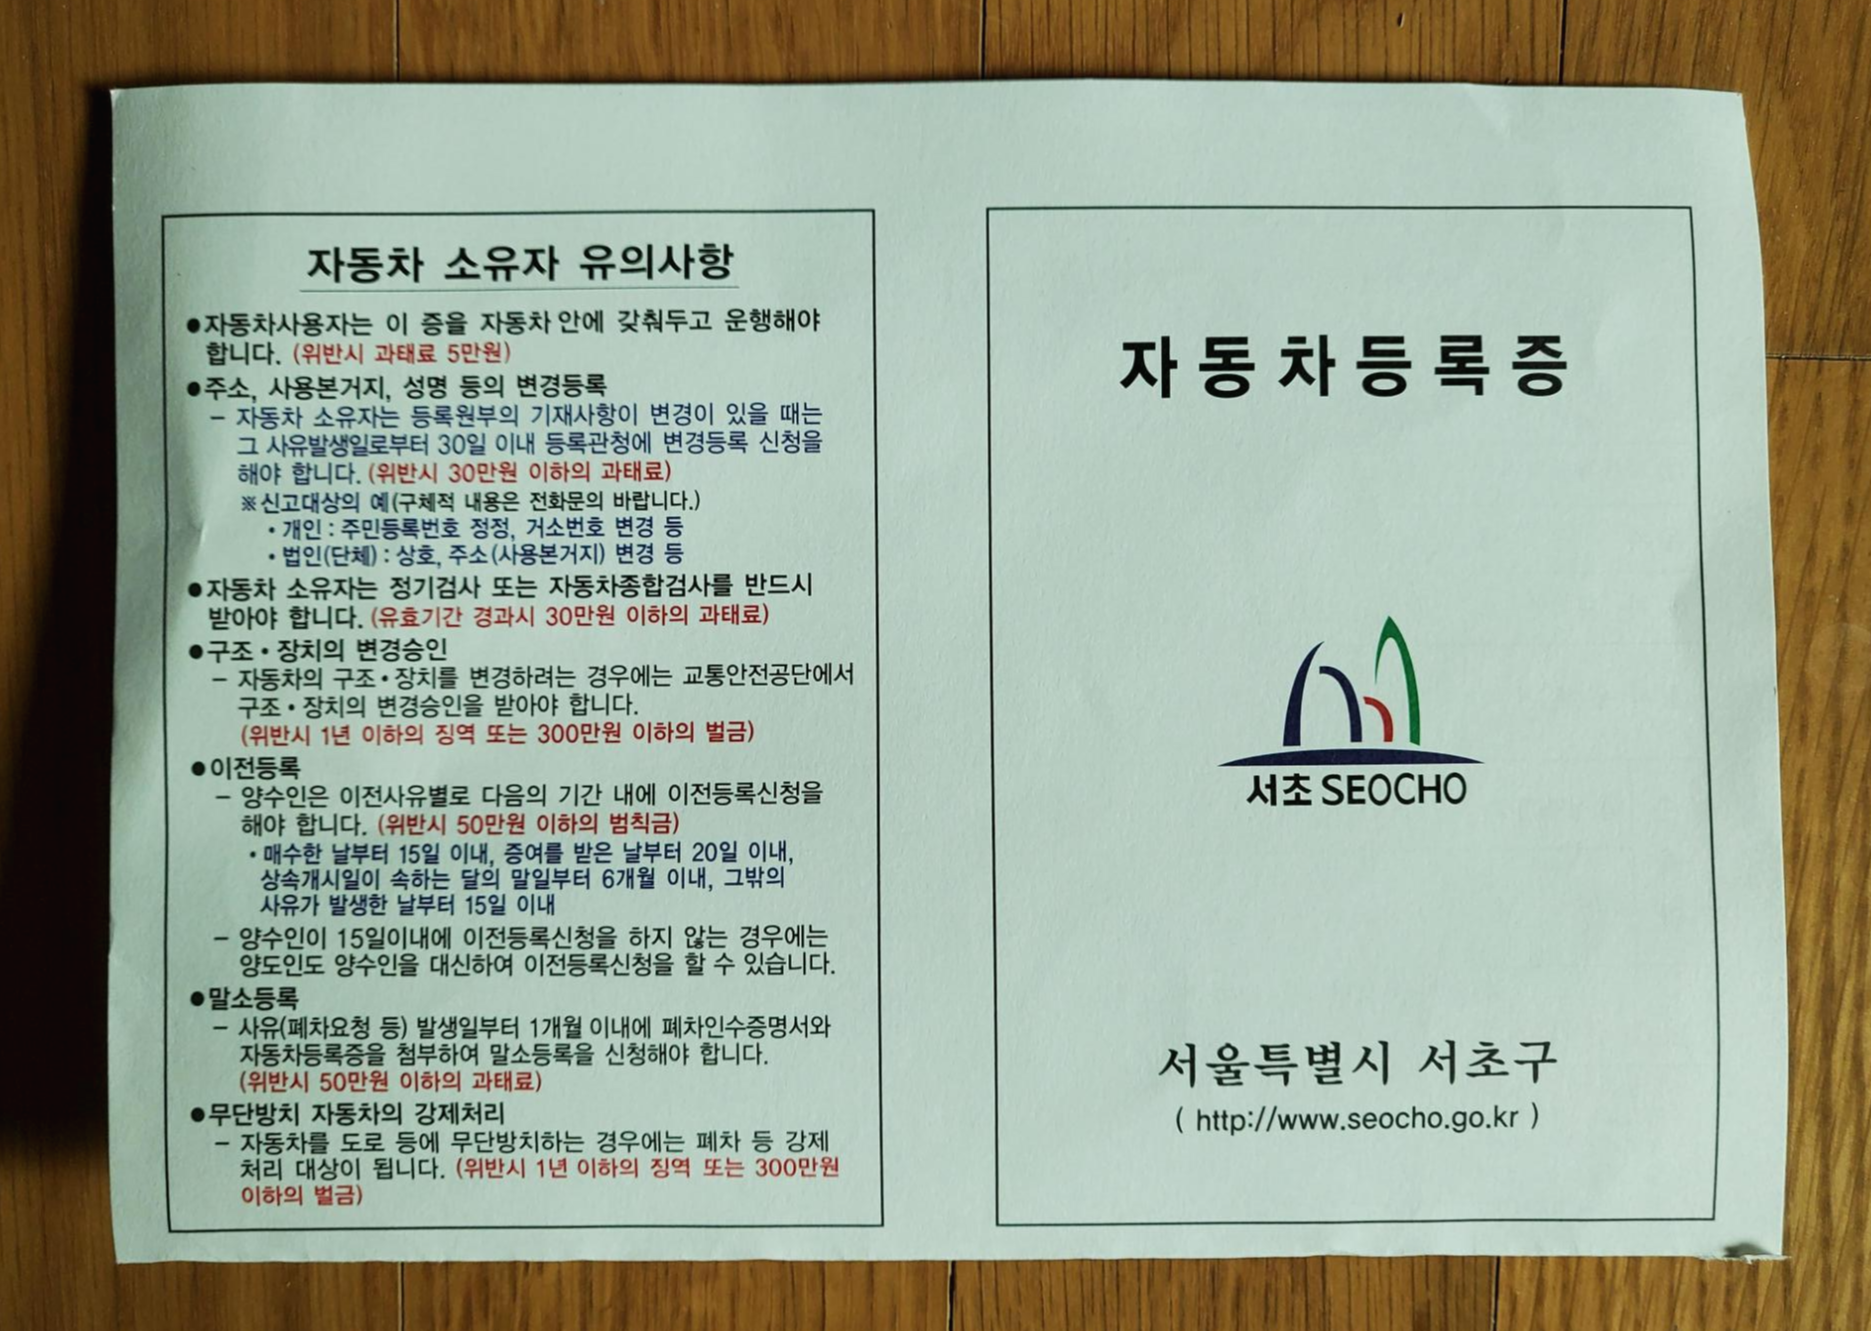 자동차 소유자 유의사항
●자동차사용자는 이 증을 자동차 안에 갖춰두고 운행해야
합니다. (위반시 과태료 5만원)
●주소, 사용본거지, 성명 등의 변경등록
- 자동차 소유자는 등록원부의 기재사항이 변경이 있을 때는
그 사유발생일로부터 30일 이내 등록관청에 변경등록 신청을
해야 합니다. (위반시 30만원 이하의 과태료)
※신고대상의 예(구체적 내용은 전화문의 바랍니다.)
• 개인 : 주민등록번호 정정, 거소번호 변경 등
• 법인(단체) : 상호, 주소(사용본거지) 변경 등
●자동차 소유자는 정기검사 또는 자동차종합검사를 반드시
받아야 합니다. (유효기간 경과시 30만원 이하의 과태료)
●구조•장치의 변경승인
- 자동차의 구조•장치를 변경하려는 경우에는 교통안전공단에서
구조•장치의 변경승인을 받아야 합니다.
(위반시 1년 이하의 징역 또는 300만원 이하의 벌금)
●이전등록
- 양수인은 이전사유별로 다음의 기간 내에 이전등록신청을
해야 합니다. (위반시 50만원 이하의 범칙금)
• 매수한 날부터 15일 이내, 증여를 받은 날부터 20일 이내,
상속개시일이 속하는 달의 말일부터 6개월 이내, 그밖의
사유가 발생한 날부터 15일 이내
- 양수인이 15일이내에 이전등록신청을 하지 않는 경우에는
양도인도 양수인을 대신하여 이전등록신청을 할 수 있습니다.
●말소등록
- 사유(폐차요청 등) 발생일부터 1개월 이내에 폐차인수증명서와
자동차등록증을 첨부하여 말소등록을 신청해야 합니다.
(위반시 50만원 이하의 과태료)
●무단방치 자동차의 강제처리
- 자동차를 도로 등에 무단방치하는 경우에는 폐차 등 강제
처리 대상이 됩니다. (위반시 1년 이하의 징역 또는 300만원
이하의 벌금)
자동차등록증
서초 SEOCHO
서울특별시 서초구
( http://www.seocho.go.kr )